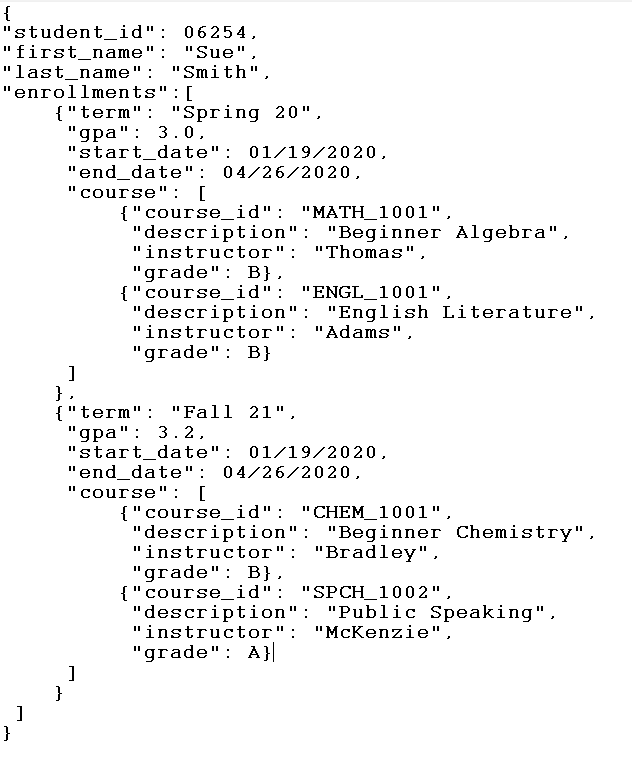 {
"student_id": 06254,
"first_name": "Sue",
"last_name": "Smith",
"enrollments":[
    {"term": "Spring 20",
     "gpa": 3.0,
     "start_date": 01/19/2020,
     "end_date": 04/26/2020,
     "course": [
         {"course_id": "MATH_1001",
          "description": "Beginner Algebra",
          "instructor": "Thomas",
          "grade": B},
         {"course_id": "ENGL_1001",
          "description": "English Literature",
          "instructor": "Adams",
          "grade": B}
     ]
    },
    {"term": "Fall 21",
     "gpa": 3.2,
     "start_date": 01/19/2020,
     "end_date": 04/26/2020,
     "course": [
         {"course_id": "CHEM_1001",
          "description": "Beginner Chemistry",
          "instructor": "Bradley",
          "grade": B},
         {"course_id": "SPCH_1002",
          "description": "Public Speaking",
          "instructor": "McKenzie",
          "grade": A}
     ]
    }
 ]
}